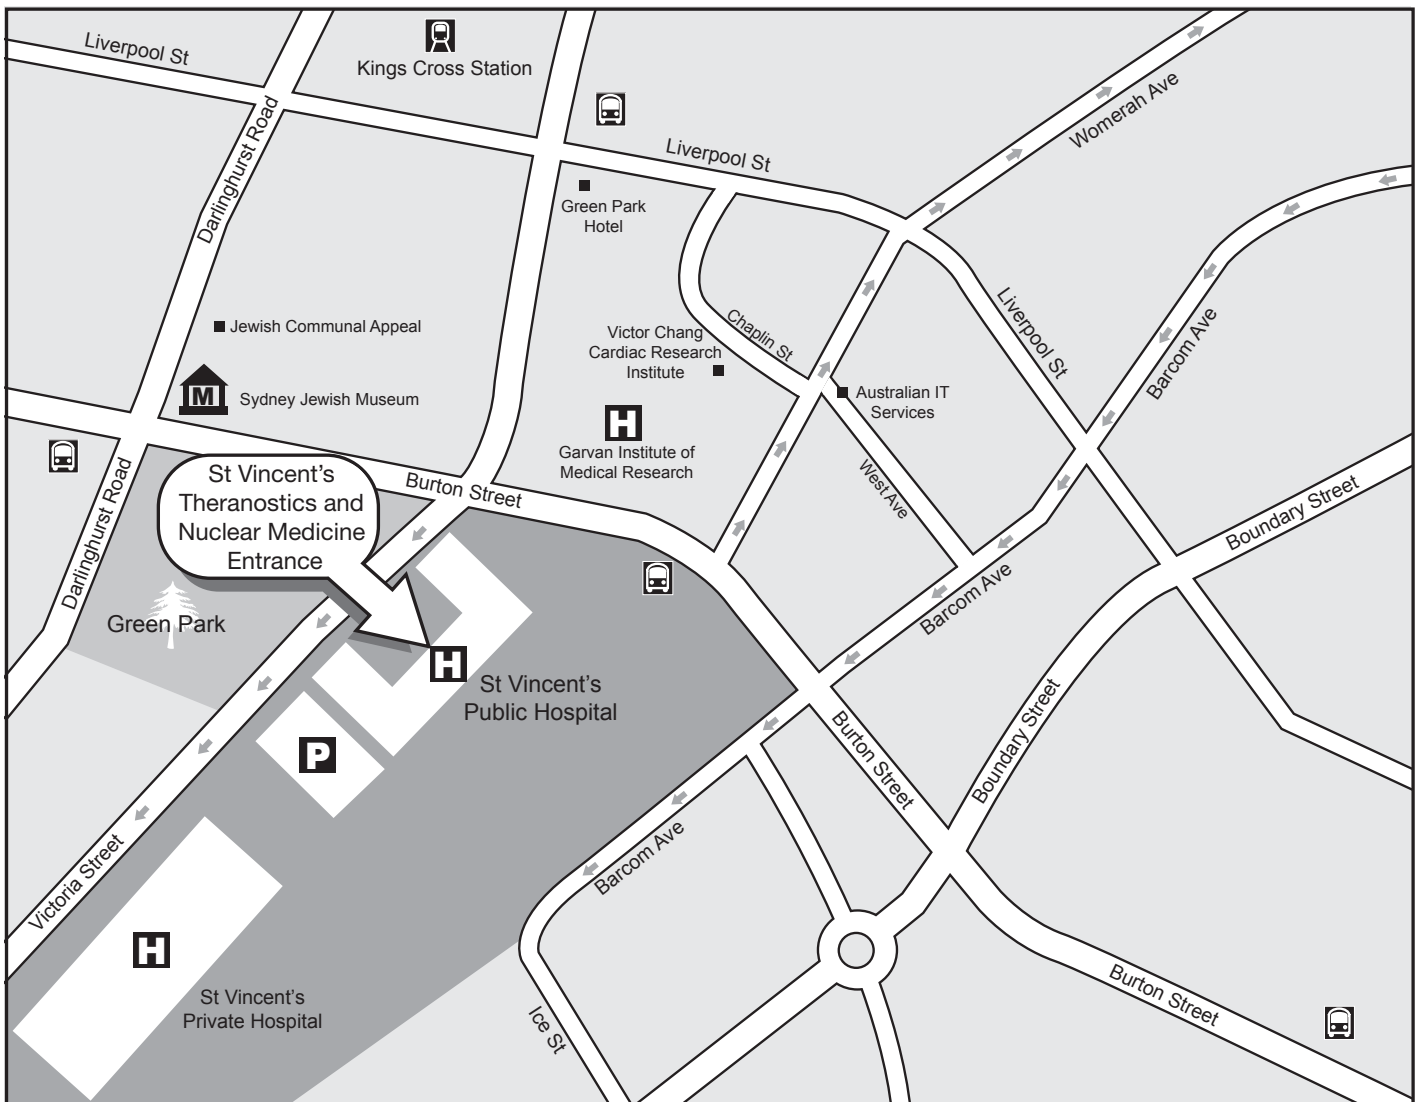 Liverpool St
Kings Cross Station
Darlinghurst Road
Liverpool St
Womerah Ave
Green Park
Hotel
Jewish Communal Appeal
M
Sydney Jewish Museum
Victor Chang
Cardiac Research
Institute
Chaplin St
Liverpool St
Barcom Ave
Australian IT
Services
H
Garvan Institute of
Medical Research
West Ave
Boundary Street
St Vincent's
Theranostics and
Nuclear Medicine
Entrance
Burton Street
Darlinghurst Road
Green Park
Barcom Ave
H
St Vincent's
Public Hospital
P
Burton Street
Boundary Street
Victoria Street
Barcom Ave
H
St Vincent's
Private Hospital
Ice St
Burton Street